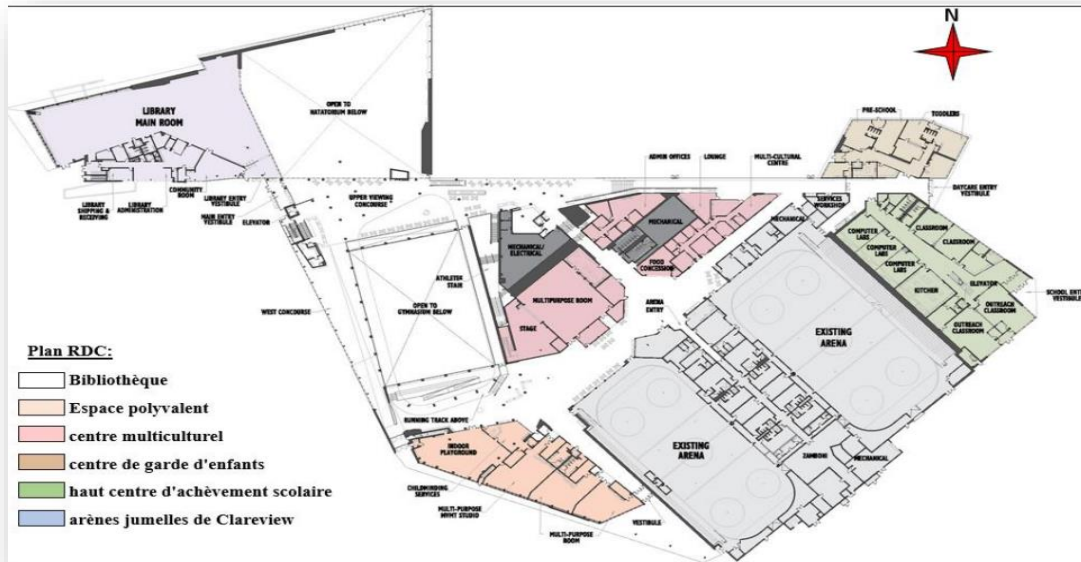 N
PRE-SCHOOL
TODDLERS
OPEN TO
NATATORIUM BELOW
LIBRARY
MAIN ROOM
ADMIN OFFICES
LOUNGE
MULTI-CULTURAL
CENTRE
LIBRARY
SHIPPING &
RECEIVING
LIBRARY
ADMINISTRATION
COMMUNITY
ROOM
LIBRARY ENTRY
VESTIBULE
MAIN ENTRY
VESTIBULE
ELEVATOR
UPPER VIEWING
CONCOURSE
DAYCARE ENTRY
VESTIBULE
SERVICES
WORKSHOP
MECHANICAL
MECHANICAL
MECHANICAL/
ELECTRICAL
FOOD
CONCESSION
COMPUTER
LABS
COMPUTER
LABS
COMPUTER
LABS
CLASSROOM
CLASSROOM
KITCHEN
ELEVATOR
OUTREACH
CLASSROOM
OUTREACH
CLASSROOM
SCHOOL ENTRY
VESTIBULE
ATHLETIC
STAIR
MULTIPURPOSE ROOM
STAGE
OPEN TO
GYMNASIUM BELOW
WEST CONCOURSE
ARENA
ENTRY
EXISTING
ARENA
EXISTING
ARENA
ZAMBONI
MECHANICAL
RUNNING TRACK ABOVE
INDOOR
PLAYGROUND
CHILDMINDING
SERVICES
MULTI-PURPOSE
MVMT STUDIO
MULTI-PURPOSE
ROOM
VESTIBULE
Plan RDC:
Bibliothèque
Espace polyvalent
centre multiculturel
centre de garde d'enfants
haut centre d'achèvement scolaire
arènes jumelles de Clareview